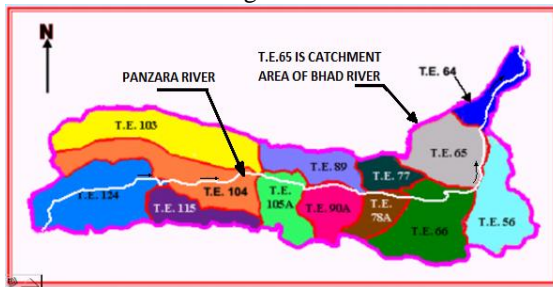 N
T.E.65 IS CATCHMENT
AREA OF BHAD RIVER
T.E. 64
PANZARA RIVER
T.E. 103
T.E. 65
T.E. 89
T.E. 77
T.E. 124
T.E. 104
T.E. 115
T.E.
105A
T.E.
90A
T.E.
78A
T.E. 66
T.E. 56